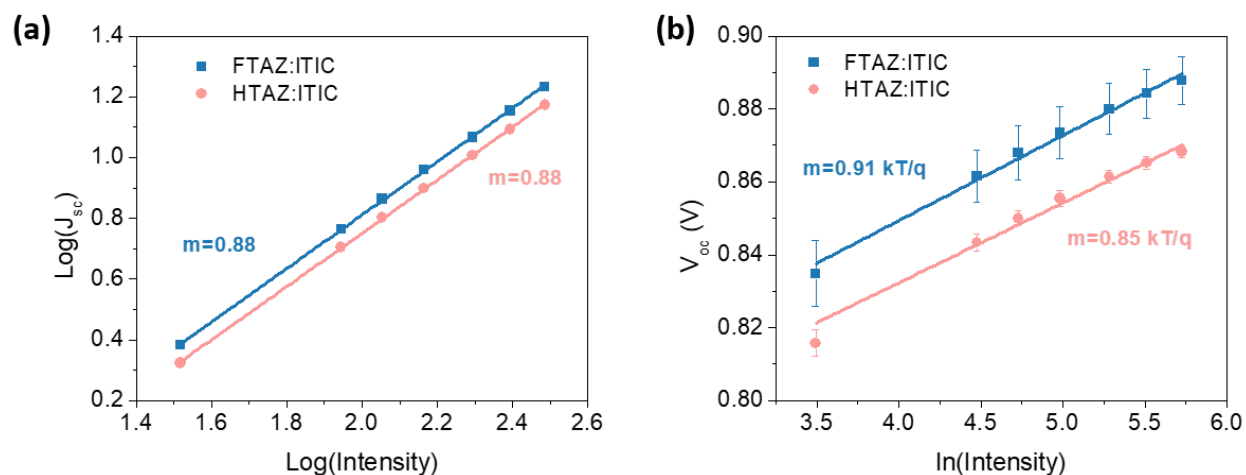 (a)
1.4
1.2
1.0
0.8
0.6
0.4
0.2
Log(Jsc)
FTAZ:ITIC
HTAZ:ITIC
m=0.88
m=0.88
1.4 1.6 1.8 2.0 2.2 2.4 2.6
Log(Intensity)
(b)
0.90
0.88
0.86
0.84
0.82
0.80
Voc (V)
FTAZ:ITIC
HTAZ:ITIC
m=0.91 kT/q
m=0.85 kT/q
3.5 4.0 4.5 5.0 5.5 6.0
ln(Intensity)